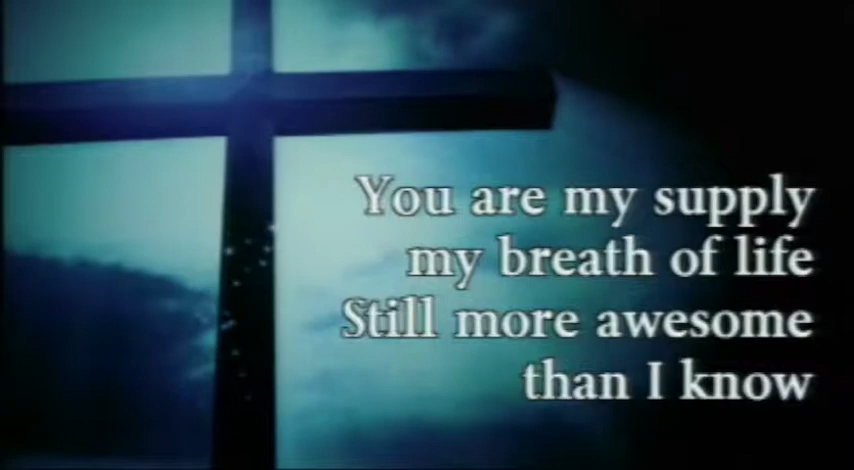 You are my supply
my breath of life
Still more awesome
than I know